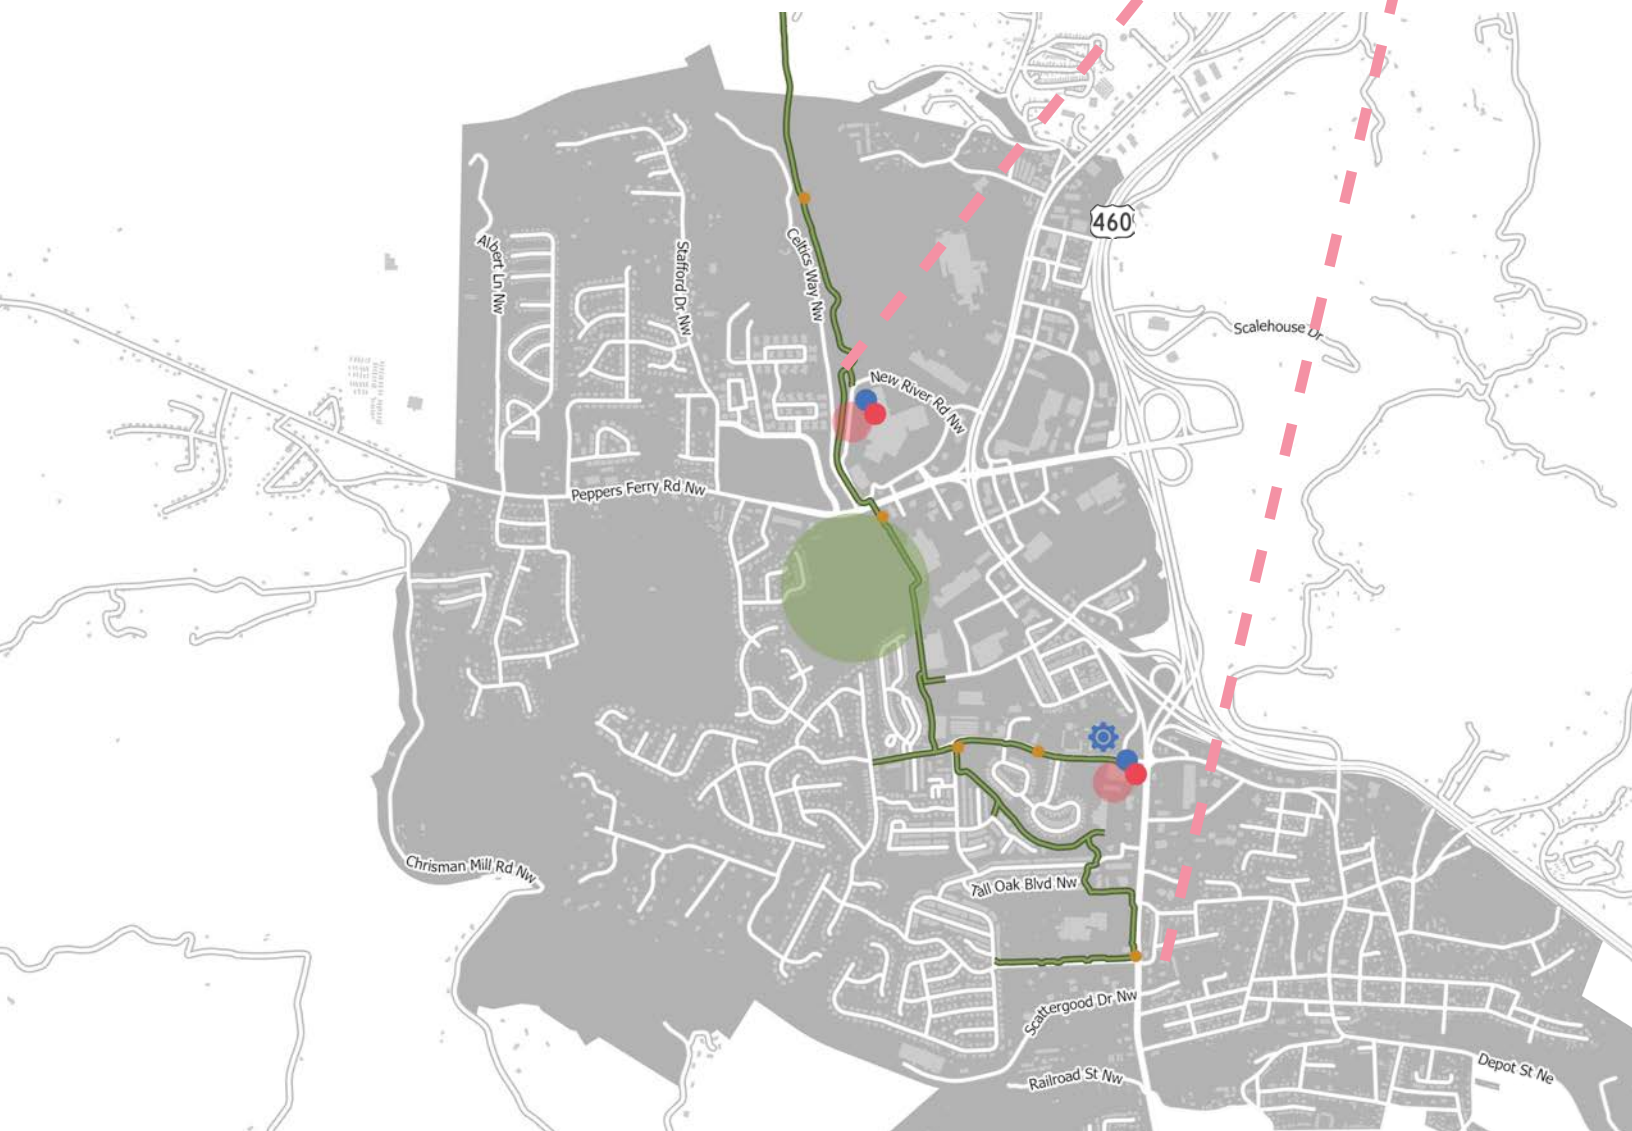 460
Albert Ln Nw
Stafford Dr Nw
Celtics Way Nw
Scalehouse Dr
New River Rd Nw
Peppers Ferry Rd Nw
Chrisman Mill Rd Nw
Tall Oak Blvd Nw
Scattergood Dr Nw
Railroad St Nw
Depot St Ne